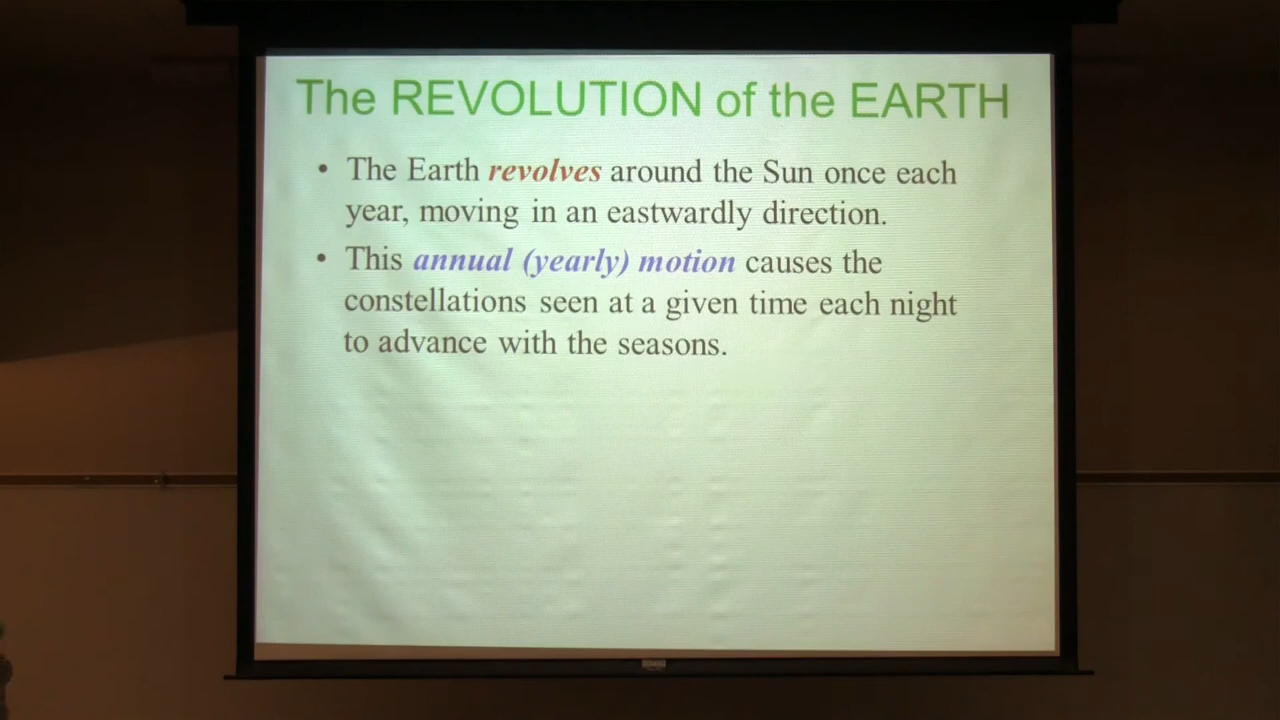 The REVOLUTION of the EARTH
• The Earth revolves around the Sun once each
year, moving in an eastwardly direction.
• This annual (yearly) motion causes the
constellations seen at a given time each night
to advance with the seasons.